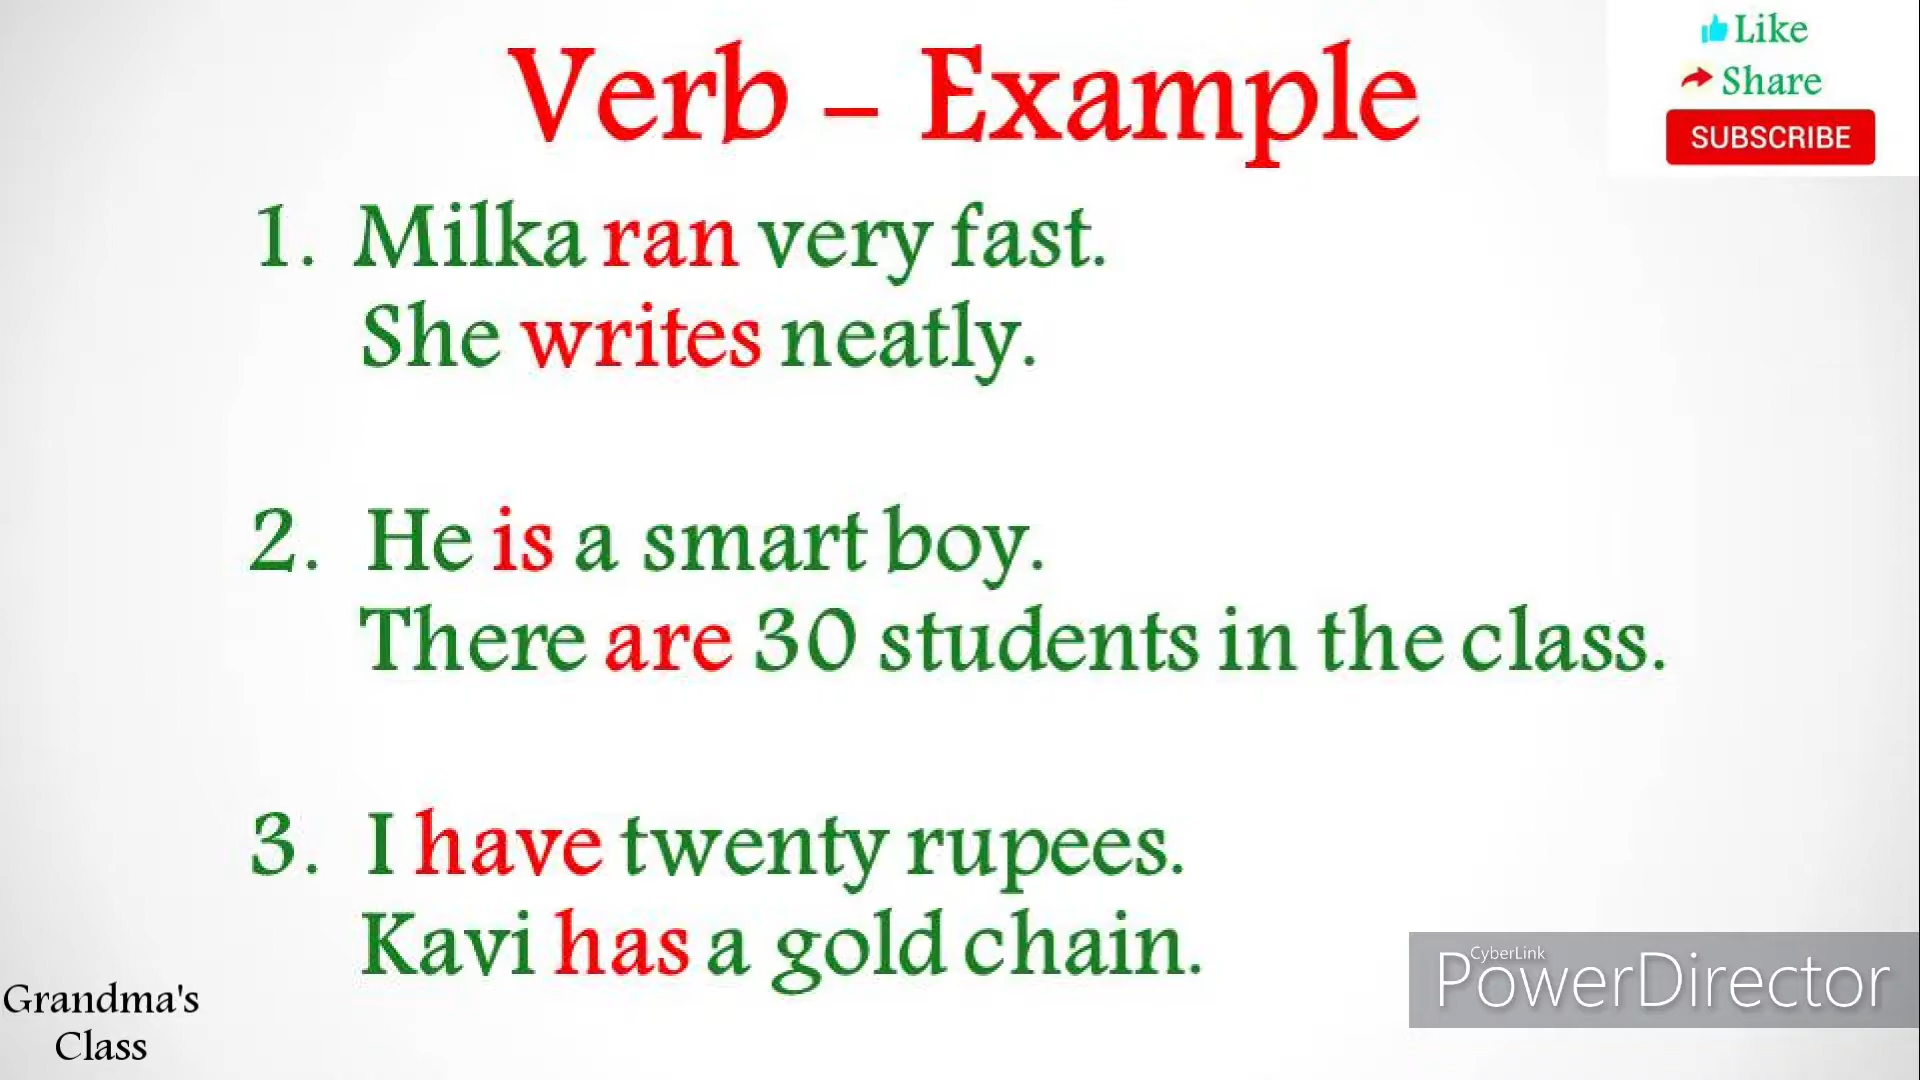 Verb – Example
Like
Share
SUBSCRIBE
1. Milka ran very fast.
She writes neatly.
2. He is a smart boy.
There are 30 students in the class.
3. I have twenty rupees.
Kavi has a gold chain.
Grandma's
Class
CyberLink
PowerDirector